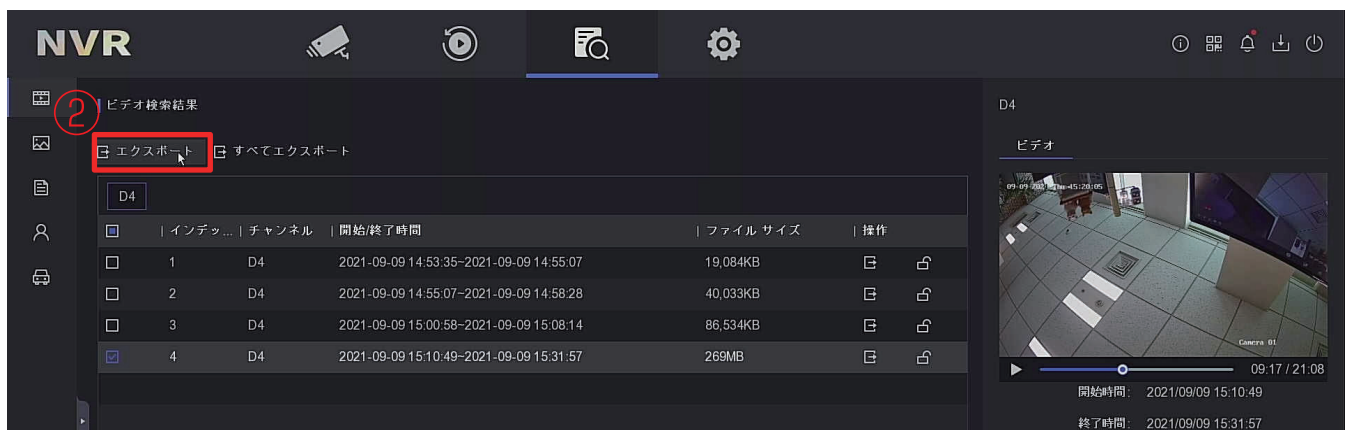 NVR
②
ビデオ検索結果
エクスポート
すべてエクスポート
D4
インデッ... | チャンネル | 開始/終了時間 | ファイル サイズ | 操作
1 D4 2021-09-09 14:53:35~2021-09-09 14:55:07 19,084KB
2 D4 2021-09-09 14:55:07~2021-09-09 14:58:28 40,033KB
3 D4 2021-09-09 15:00:58~2021-09-09 15:08:14 86,534KB
4 D4 2021-09-09 15:10:49~2021-09-09 15:31:57 269MB
D4
ビデオ
Camera 01
09:17 / 21:08
開始時間: 2021/09/09 15:10:49
終了時間: 2021/09/09 15:31:57